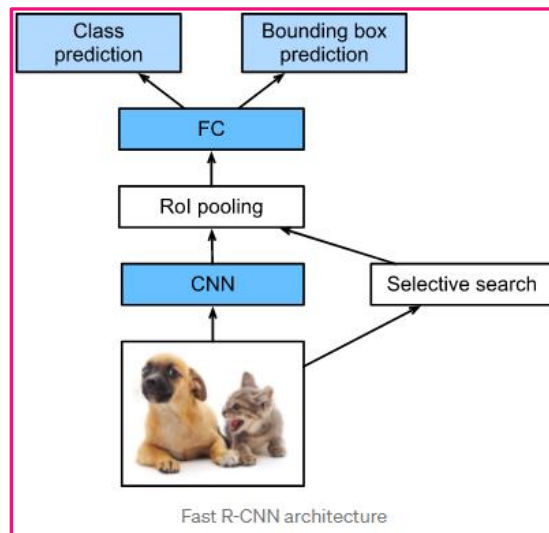 Class
prediction
Bounding box
prediction
FC
RoI pooling
CNN
Selective search
Fast R-CNN architecture